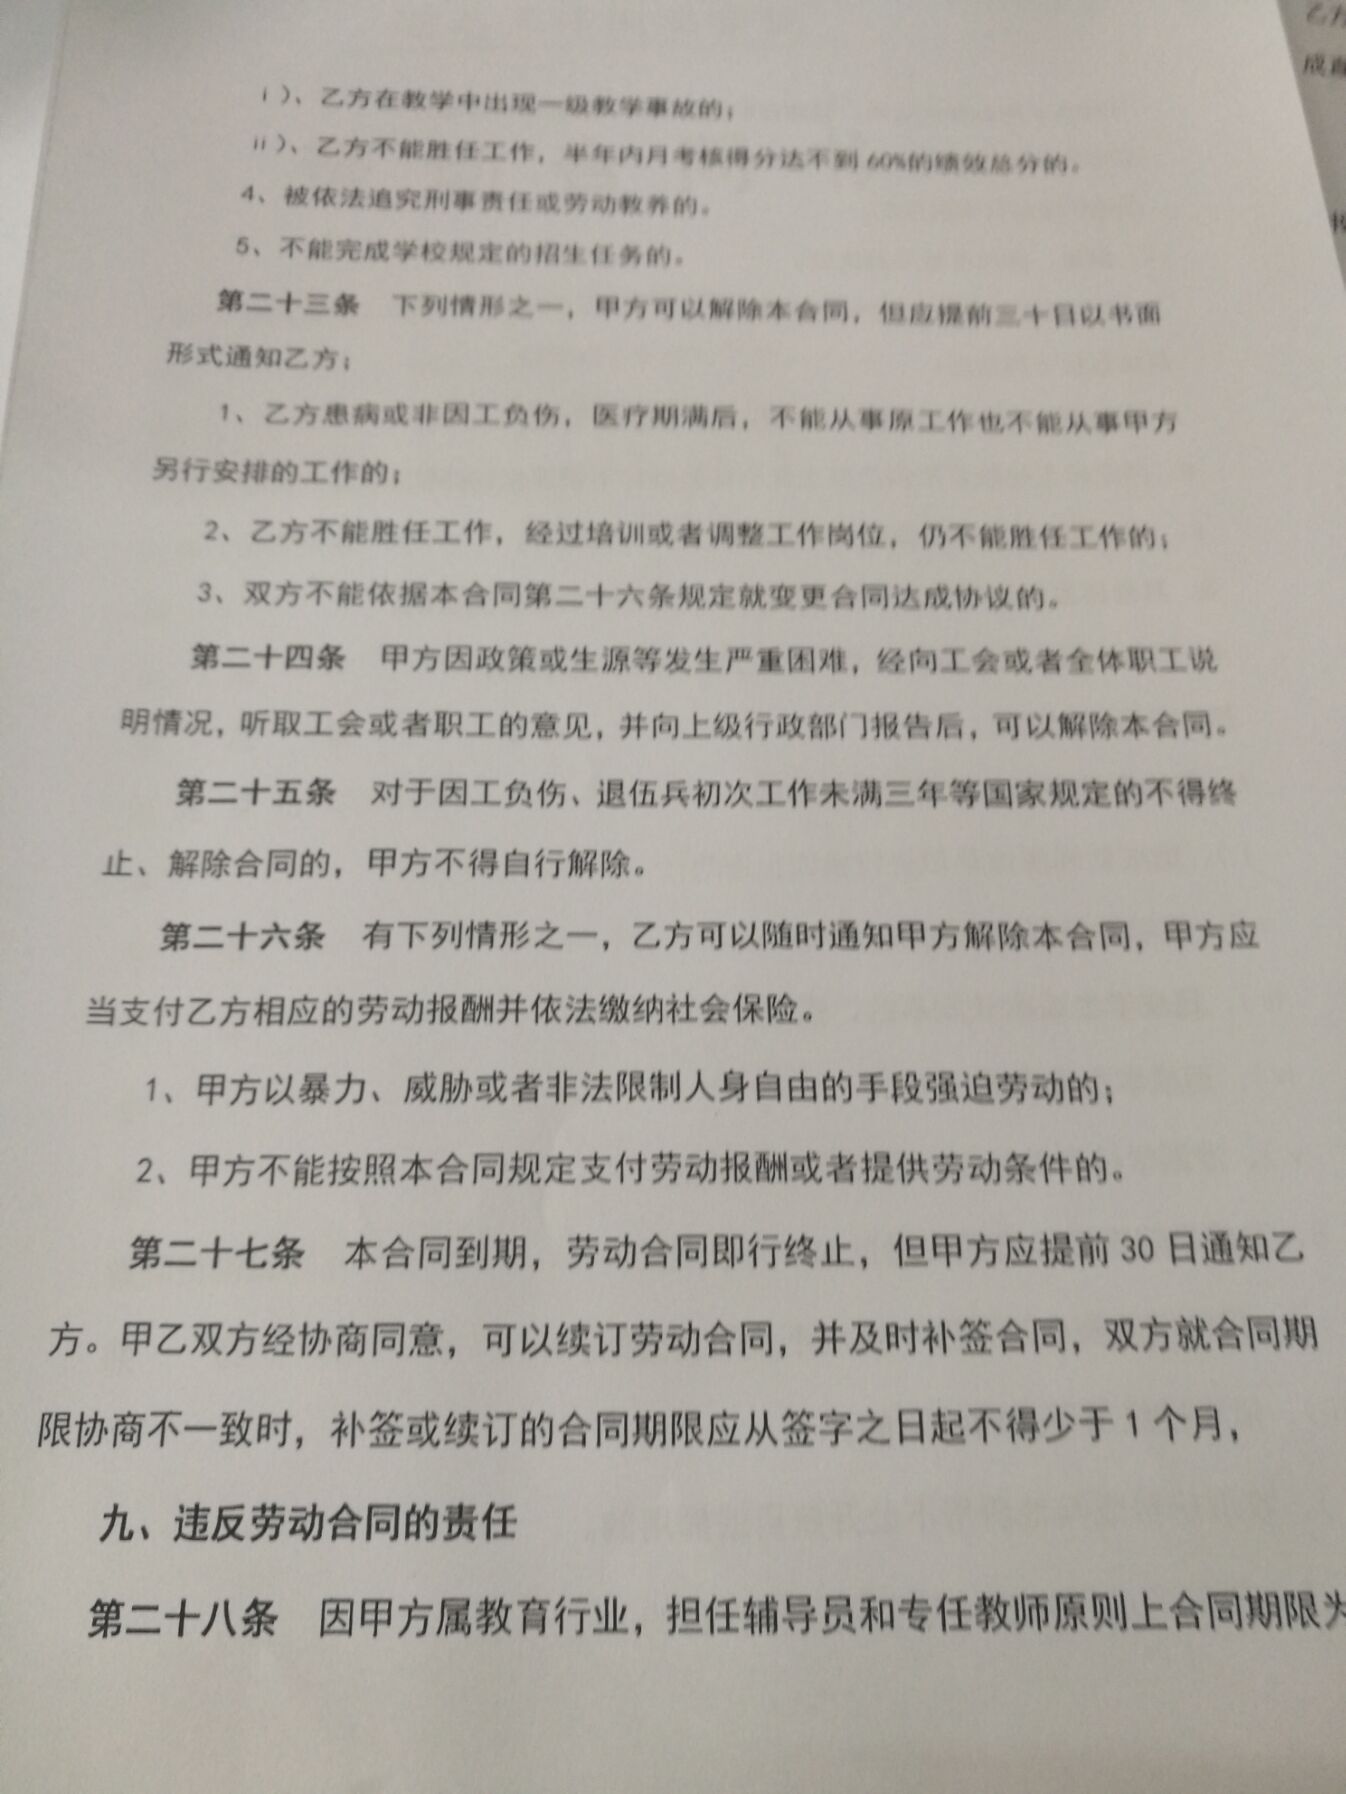 i)、乙方在教学中出现一级教学事故的；
ii)、乙方不能胜任工作，半年内月考核得分达不到 60%的绩效总分的。
4、被依法追究刑事责任或劳动教养的。
5、不能完成学校规定的招生任务的。
第二十三条 下列情形之一，甲方可以解除本合同，但应提前三十日以书面
形式通知乙方；
1、乙方患病或非因工负伤，医疗期满后，不能从事原工作也不能从事甲方
另行安排的工作的；
2、乙方不能胜任工作，经过培训或者调整工作岗位，仍不能胜任工作的；
3、双方不能依据本合同第二十六条规定就变更合同达成协议的。
第二十四条 甲方因政策或生源等发生严重困难，经向工会或者全体职工说
明情况，听取工会或者职工的意见，并向上级行政部门报告后，可以解除本合同。
第二十五条 对于因工负伤、退伍兵初次工作未满三年等国家规定的不得终
止、解除合同的，甲方不得自行解除。
第二十六条 有下列情形之一，乙方可以随时通知甲方解除本合同，甲方应
当支付乙方相应的劳动报酬并依法缴纳社会保险。
1、甲方以暴力、威胁或者非法限制人身自由的手段强迫劳动的；
2、甲方不能按照本合同规定支付劳动报酬或者提供劳动条件的。
第二十七条 本合同到期，劳动合同即行终止，但甲方应提前 30 日通知乙
方。甲乙双方经协商同意，可以续订劳动合同，并及时补签合同，双方就合同期
限协商不一致时，补签或续订的合同期限应从签字之日起不得少于 1 个月，
九、违反劳动合同的责任
第二十八条 因甲方属教育行业，担任辅导员和专任教师原则上合同期限为
乙方
成